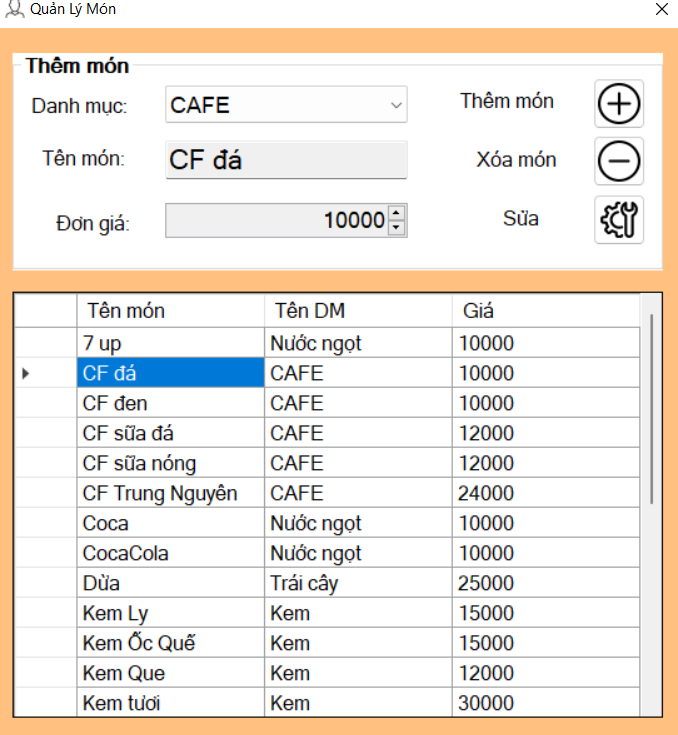 Quản Lý Món
Thêm món
Danh mục: CAFE Thêm món
Tên món: CF đá Xóa món
Đơn giá: 10000 Sửa
Tên món Tên DM Giá
7 up Nước ngọt 10000
CF đá CAFE 10000
CF đen CAFE 10000
CF sữa đá CAFE 12000
CF sữa nóng CAFE 12000
CF Trung Nguyên CAFE 24000
Coca Nước ngọt 10000
CocaCola Nước ngọt 10000
Dừa Trái cây 25000
Kem Ly Kem 15000
Kem Ốc Quế Kem 15000
Kem Que Kem 12000
Kem tươi Kem 30000